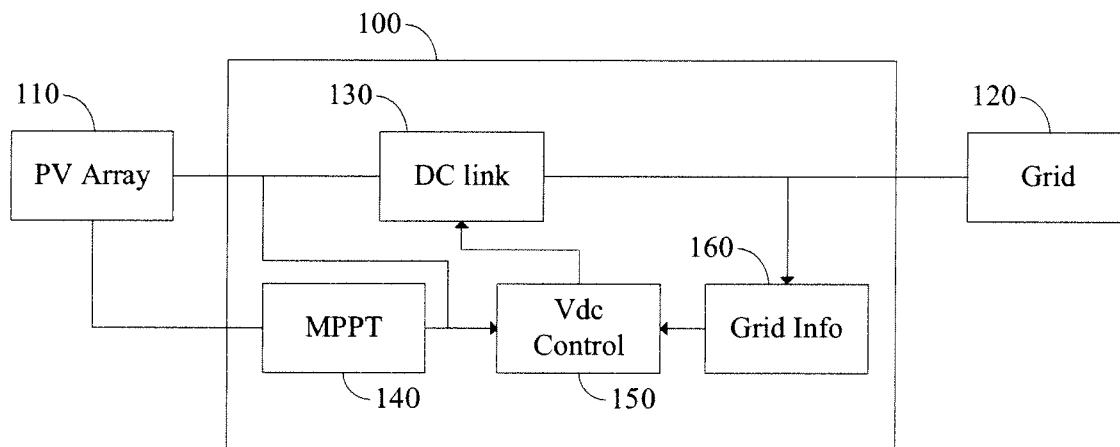 100
110
130
120
PV Array
DC link
Grid
160
MPPT
Vdc
Control
Grid Info
140
150